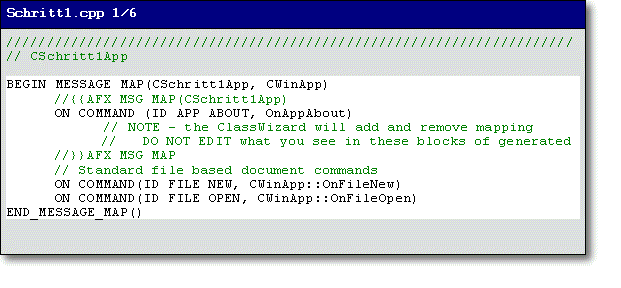 Schritt1.cpp 1/6
//////////////////////////////////////////////////////////////////////
// CSchritt1App
BEGIN MESSAGE MAP(CSchritt1App, CWinApp)
//{{AFX MSG MAP(CSchritt1App)
ON COMMAND (ID APP ABOUT, OnAppAbout)
// NOTE - the ClassWizard will add and remove mapping
// DO NOT EDIT what you see in these blocks of generated
//}}AFX MSG MAP
// Standard file based document commands
ON COMMAND(ID FILE NEW, CWinApp::OnFileNew)
ON COMMAND(ID FILE OPEN, CWinApp::OnFileOpen)
END_MESSAGE_MAP()